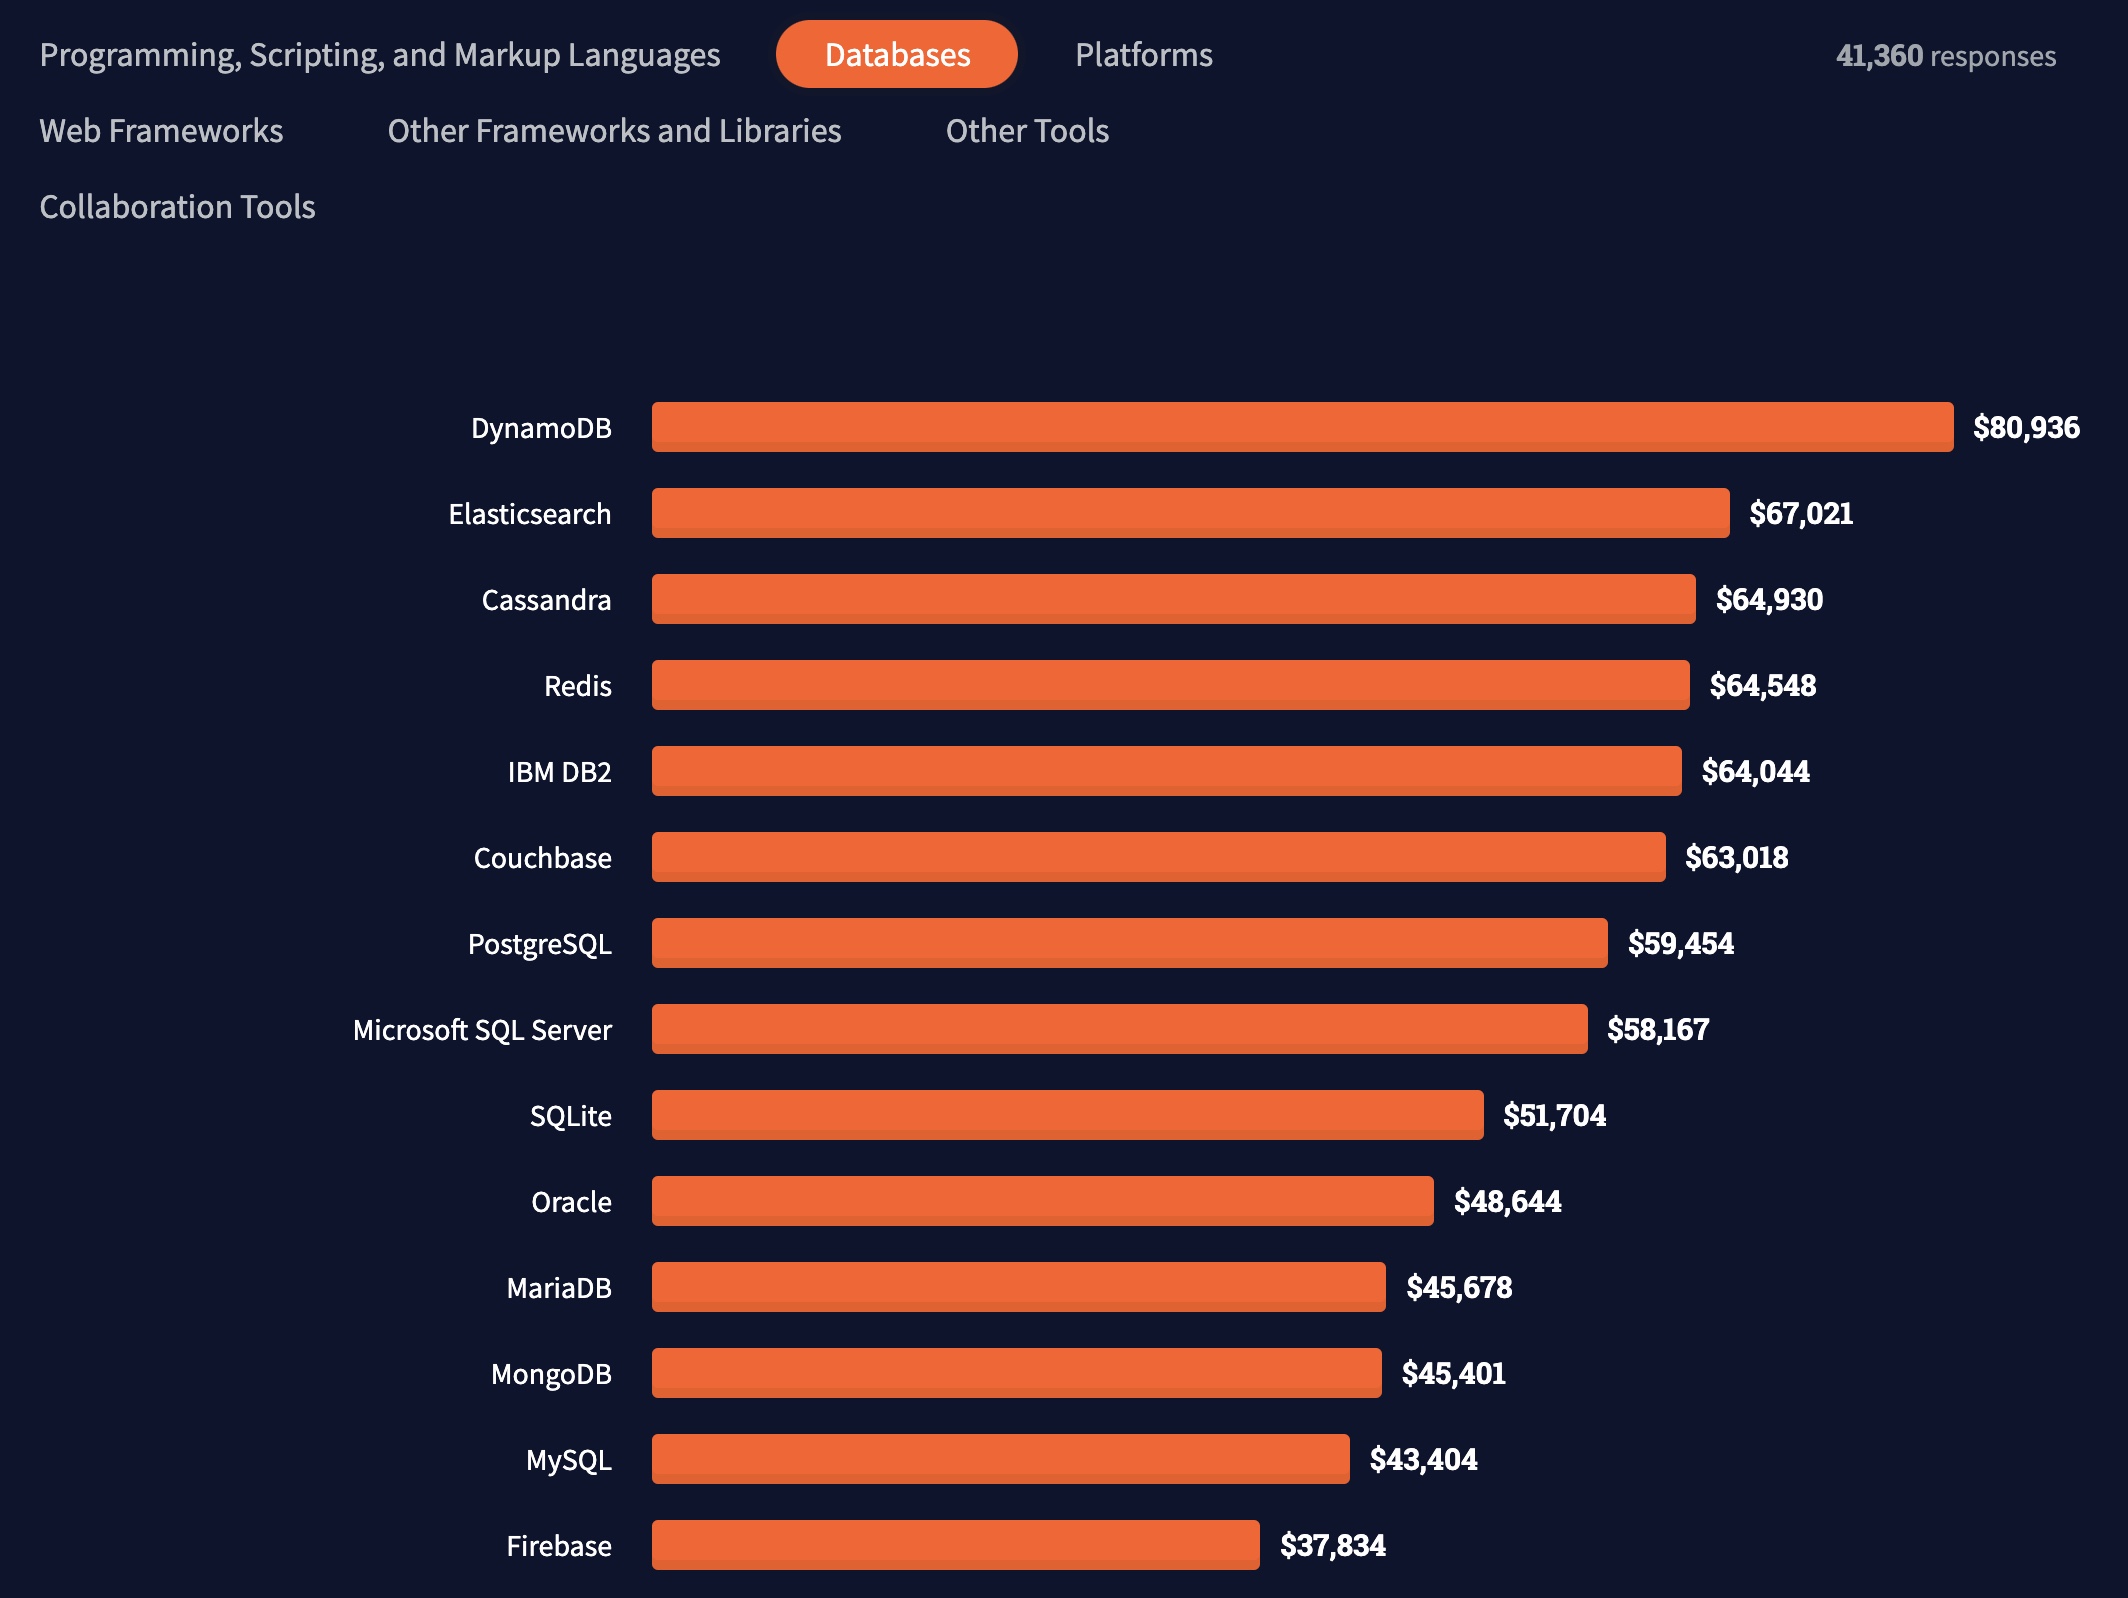 Programming, Scripting, and Markup Languages Databases Platforms 41,360 responses
Web Frameworks Other Frameworks and Libraries Other Tools
Collaboration Tools
DynamoDB $80,936
Elasticsearch $67,021
Cassandra $64,930
Redis $64,548
IBM DB2 $64,044
Couchbase $63,018
PostgreSQL $59,454
Microsoft SQL Server $58,167
SQLite $51,704
Oracle $48,644
MariaDB $45,678
MongoDB $45,401
MySQL $43,404
Firebase $37,834